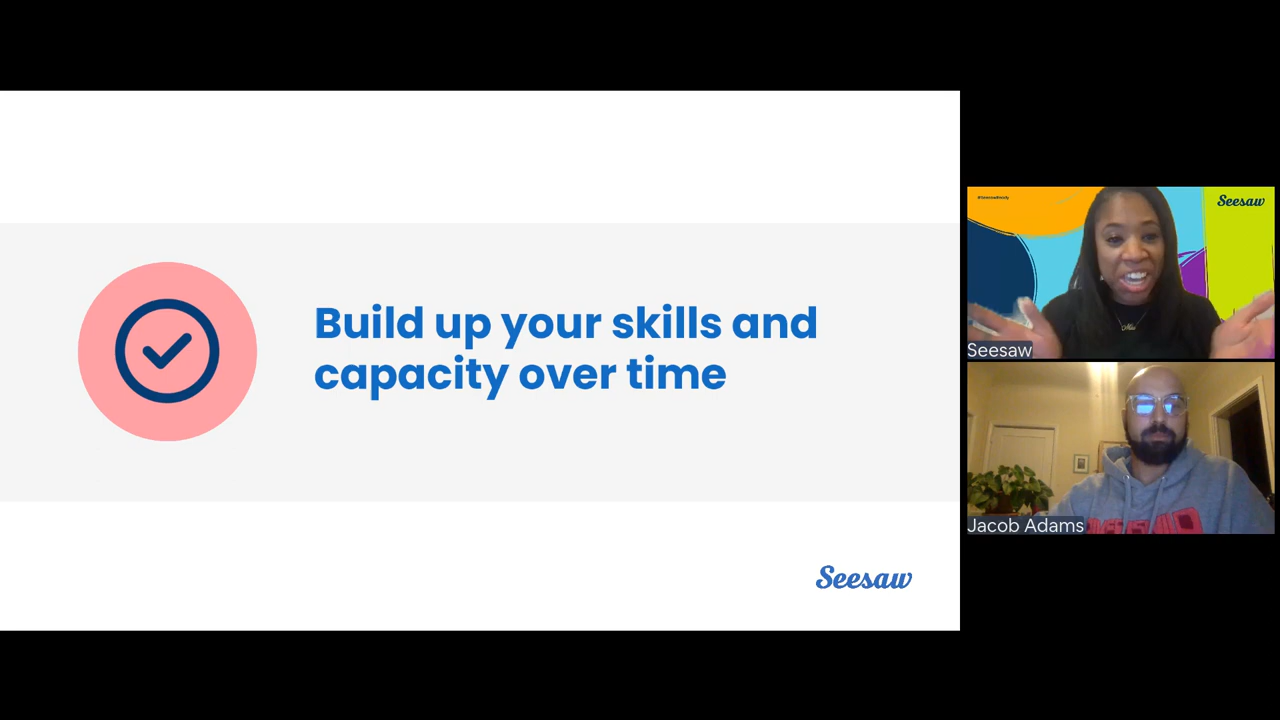 Build up your skills and
capacity over time
Seesaw
Seesaw
Seesaw
Jacob Adams